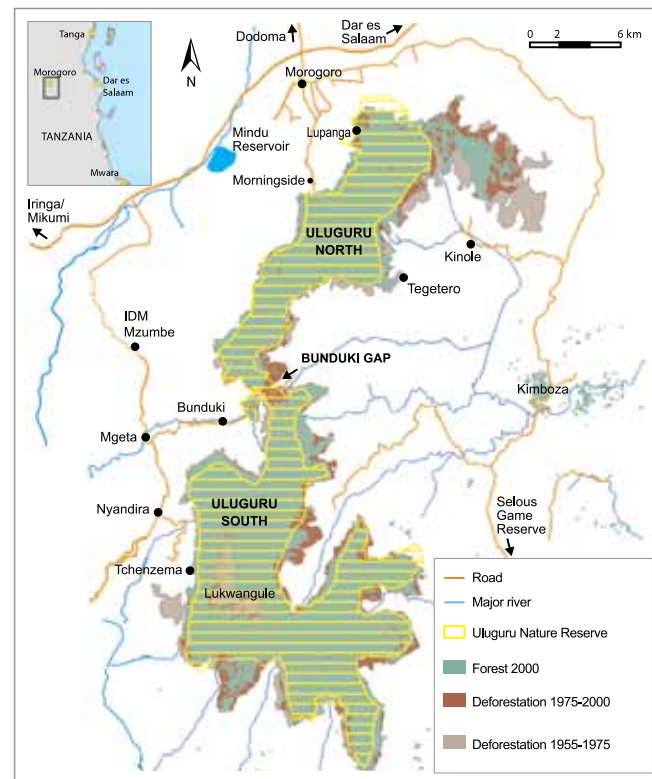 Tanga
Morogoro
Dar es
Salaam
TANZANIA
Mwara
Dodoma
Dar es
Salaam
0 2 6 km
N
Morogoro
Lupanga
Mindu
Reservoir
Morningside
Iringa/
Mikumi
ULUGURU
NORTH
Kinole
Tegetero
IDM
Mzumbe
BUNDUKI GAP
Kimboza
Bunduki
Mgeta
Nyandira
ULUGURU
SOUTH
Selous
Game
Reserve
Tchenzema
Lukwangule
Road
Major river
Uluguru Nature Reserve
Forest 2000
Deforestation 1975-2000
Deforestation 1955-1975